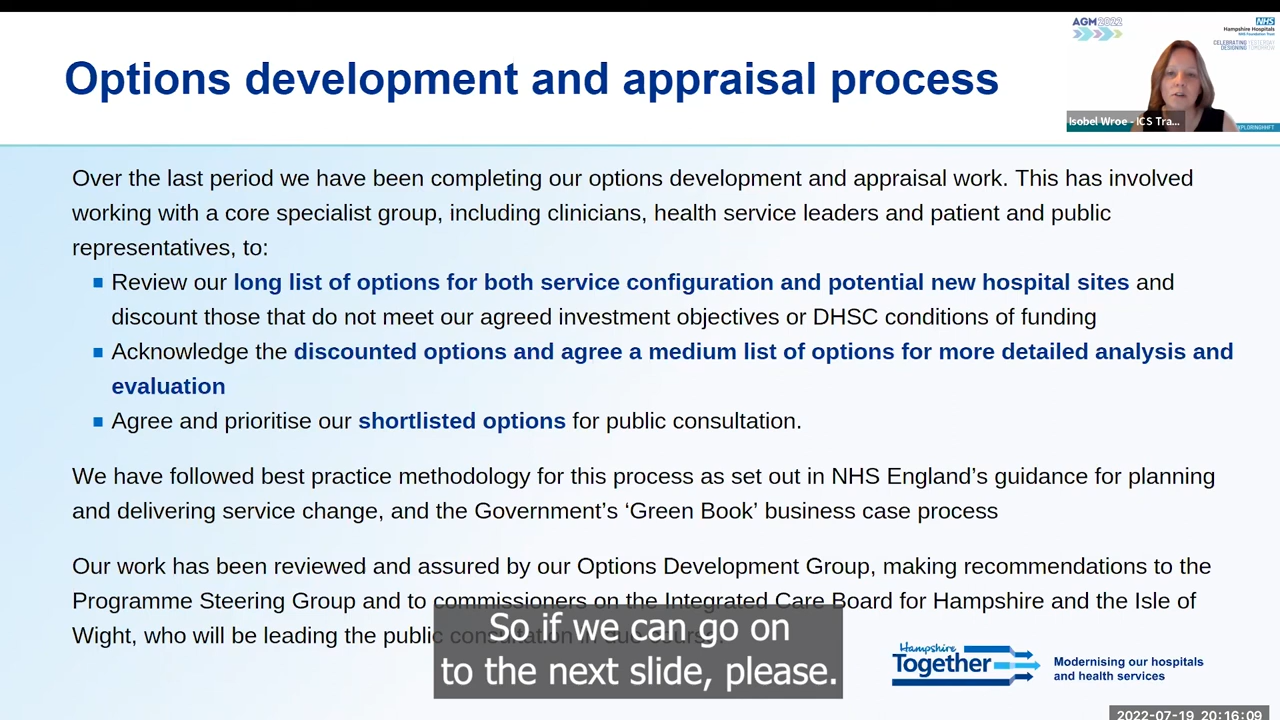 AGM2022
NHS
Hampshire Hospitals
NHS Foundation Trust
Options development and appraisal process
Isobel Wroe - ICS Tra...
Over the last period we have been completing our options development and appraisal work. This has involved
working with a core specialist group, including clinicians, health service leaders and patient and public
representatives, to:
Review our long list of options for both service configuration and potential new hospital sites and
discount those that do not meet our agreed investment objectives or DHSC conditions of funding
Acknowledge the discounted options and agree a medium list of options for more detailed analysis and
evaluation
Agree and prioritise our shortlisted options for public consultation.
We have followed best practice methodology for this process as set out in NHS England’s guidance for planning
and delivering service change, and the Government’s ‘Green Book’ business case process
Our work has been reviewed and assured by our Options Development Group, making recommendations to the
Programme Steering Group and to commissioners on the Integrated Care Board for Hampshire and the Isle of
Wight, who will be leading the public consultation in due course
So if we can go on
to the next slide, please.
Hampshire
Together
Modernising our hospitals
and health services
2022-07-19 20:16:09